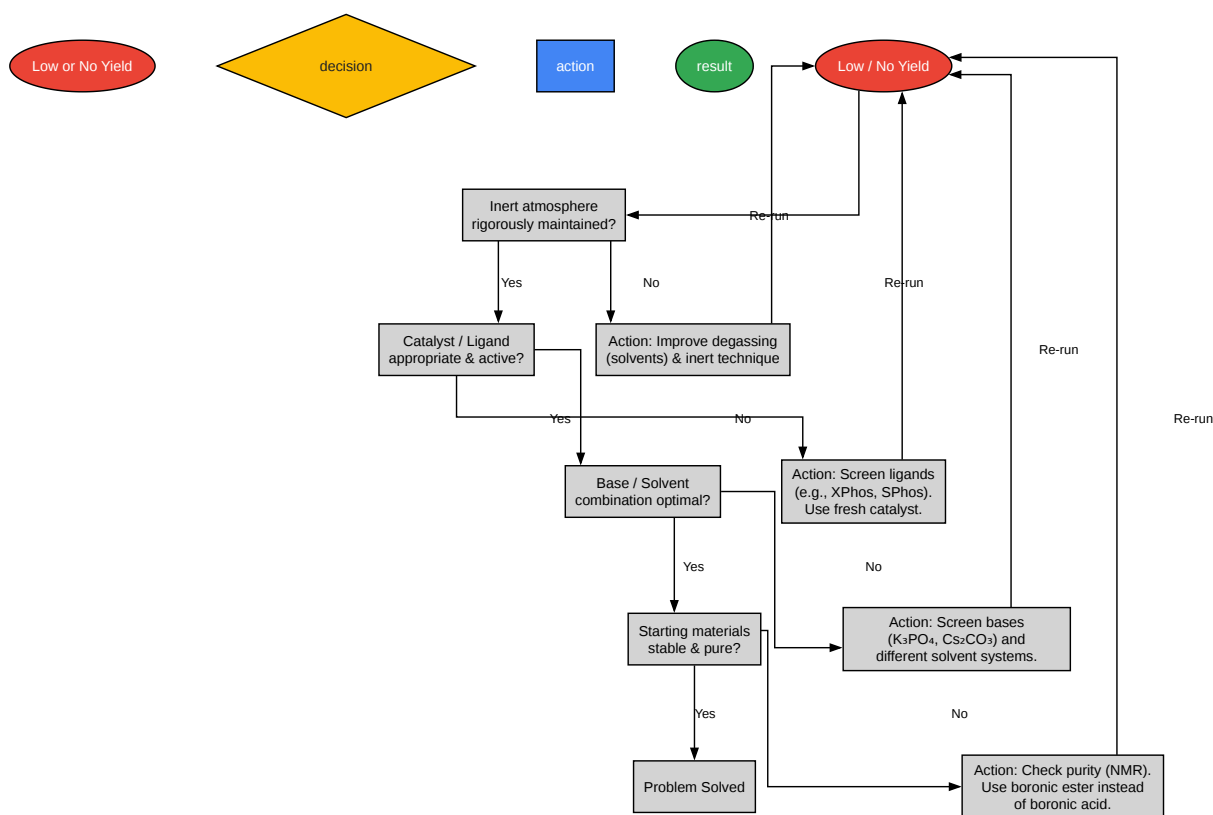 Low or No Yield
decision
action
result
Low / No Yield
Inert atmosphere
rigorously maintained?
Re-run
Yes
No
Re-run
Catalyst / Ligand
appropriate & active?
Action: Improve degassing
(solvents) & inert technique
Re-run
Yes
No
Re-run
Base / Solvent
combination optimal?
Action: Screen ligands
(e.g., XPhos, SPhos).
Use fresh catalyst.
Yes
No
Starting materials
stable & pure?
Action: Screen bases
(K₃PO₄, Cs₂CO₃) and
different solvent systems.
Yes
No
Problem Solved
Action: Check purity (NMR).
Use boronic ester instead
of boronic acid.